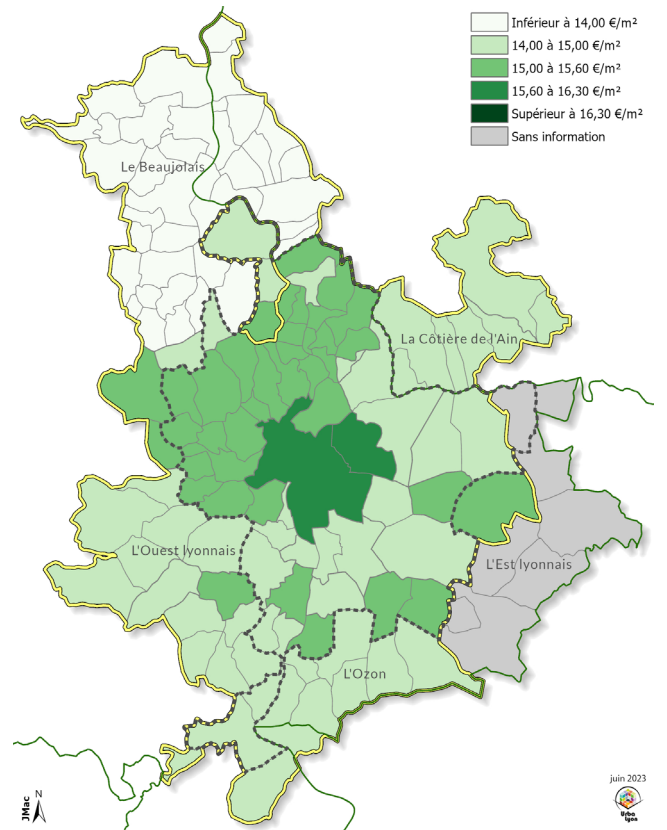 Inférieur à 14,00 €/m²
14,00 à 15,00 €/m²
15,00 à 15,60 €/m²
15,60 à 16,30 €/m²
Supérieur à 16,30 €/m²
Sans information
Le Beaujolais
La Côtière de l'Ain
L'Ouest lyonnais
L'Est lyonnais
L'Ozon
juin 2023
JMac
N
Urba
Lyon